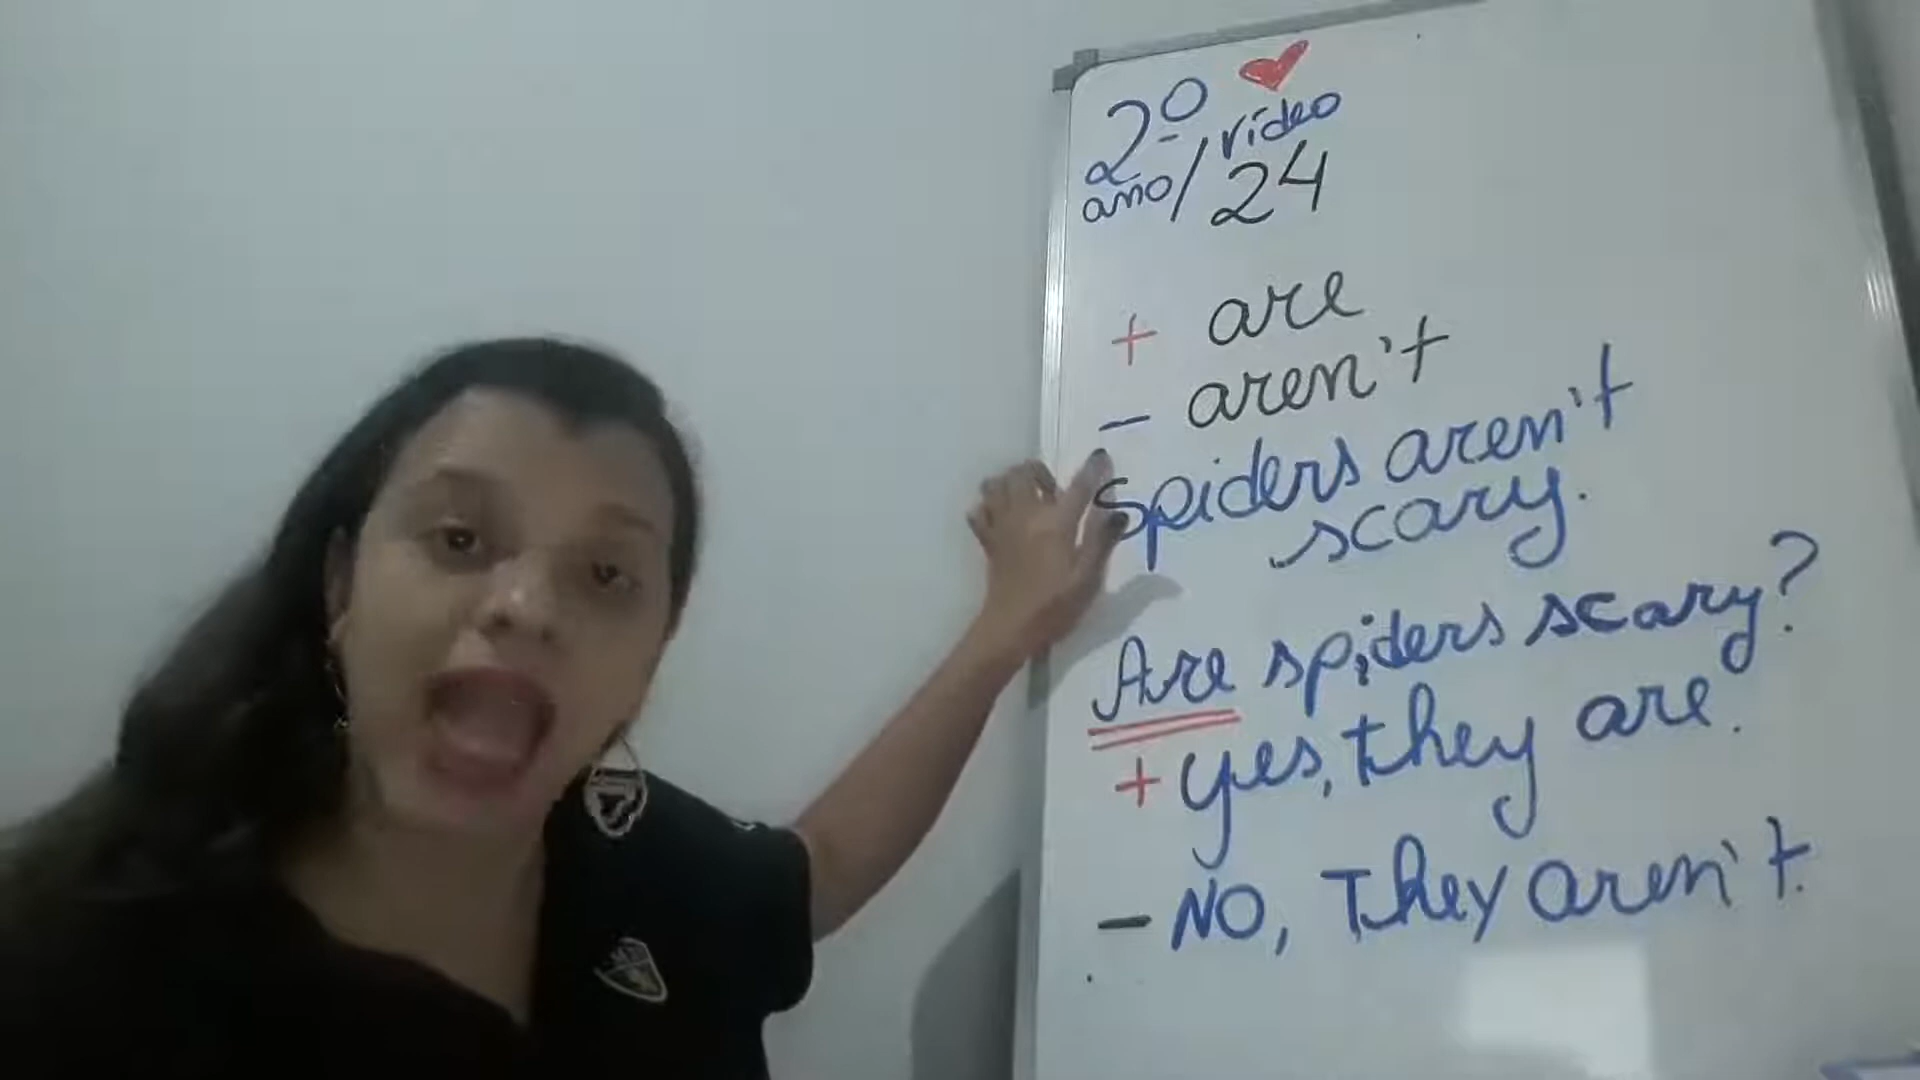 2º
ano / vídeo
24
+ are
- aren't
Spiders aren't
scary.
Are spiders scary?
+ yes, they are.
- NO, They aren't.